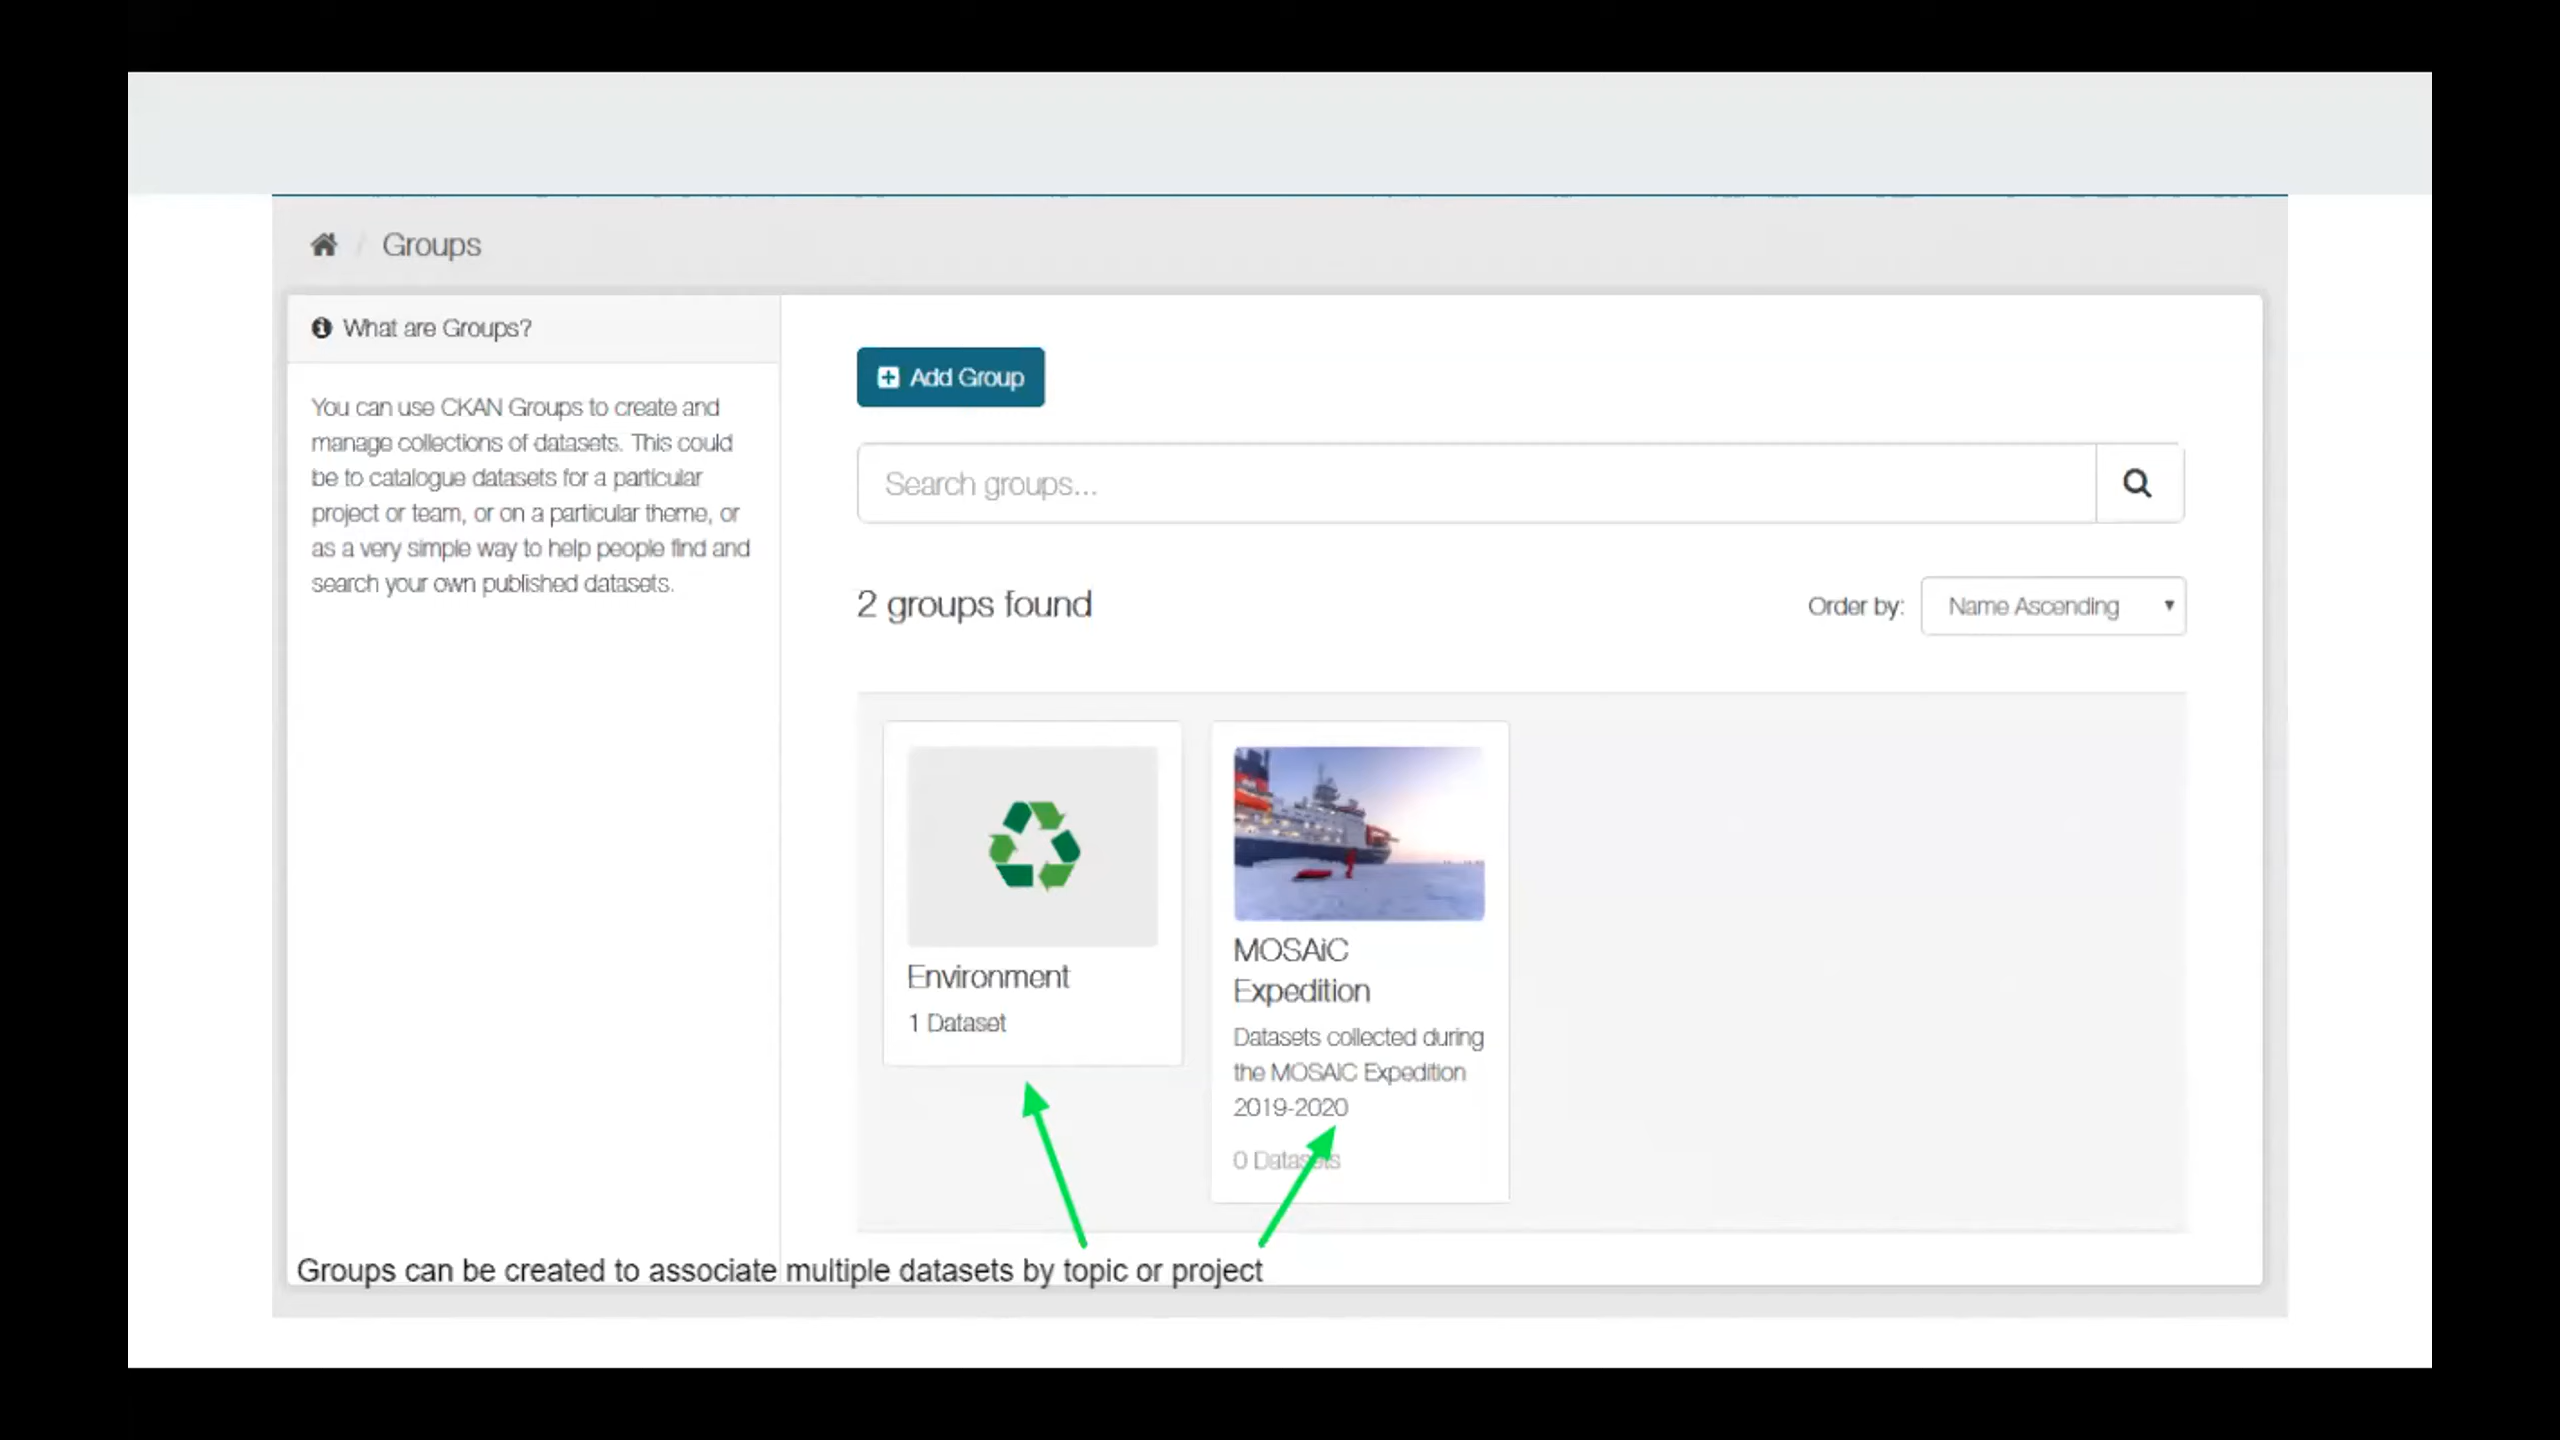 / Groups
What are Groups?
You can use CKAN Groups to create and
manage collections of datasets. This could
be to catalogue datasets for a particular
project or team, or on a particular theme, or
as a very simple way to help people find and
search your own published datasets.
Add Group
Search groups...
2 groups found
Order by: Name Ascending
Environment
1 Dataset
MOSAiC
Expedition
Datasets collected during
the MOSAiC Expedition
2019-2020
0 Datasets
Groups can be created to associate multiple datasets by topic or project